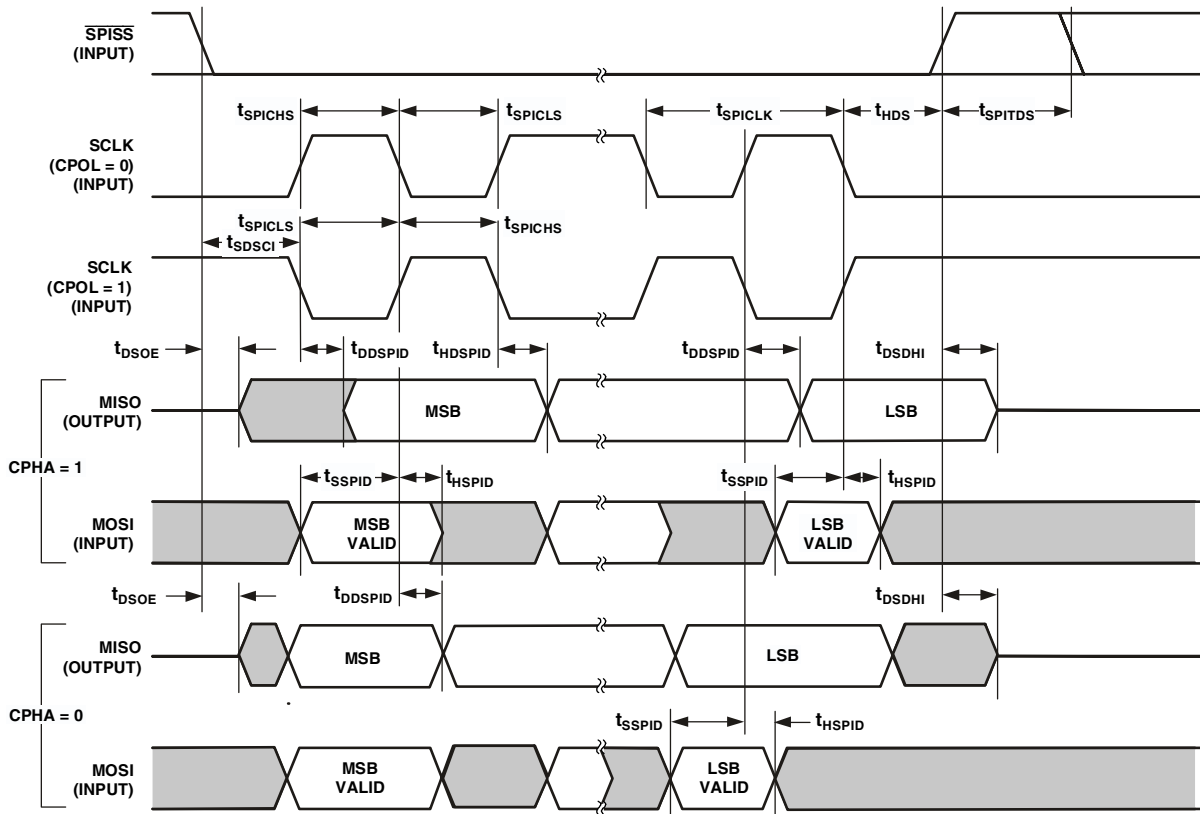 SPISS
(INPUT)
tSPICHS
tSPICLS
tSPICLK
tHDS
tSPITDS
SCLK
(CPOL = 0)
(INPUT)
tSPICLS
tSPICHS
tSDSCI
SCLK
(CPOL = 1)
(INPUT)
tDSOE
tDDSPID
tHDSPID
tDDSPID
tDSDHI
MISO
(OUTPUT)
MSB
LSB
CPHA = 1
tSSPID
tHSPID
tSSPID
tHSPID
MOSI
(INPUT)
MSB
VALID
LSB
VALID
tDSOE
tDDSPID
tDSDHI
MISO
(OUTPUT)
MSB
LSB
CPHA = 0
tSSPID
tHSPID
MOSI
(INPUT)
MSB
VALID
LSB
VALID